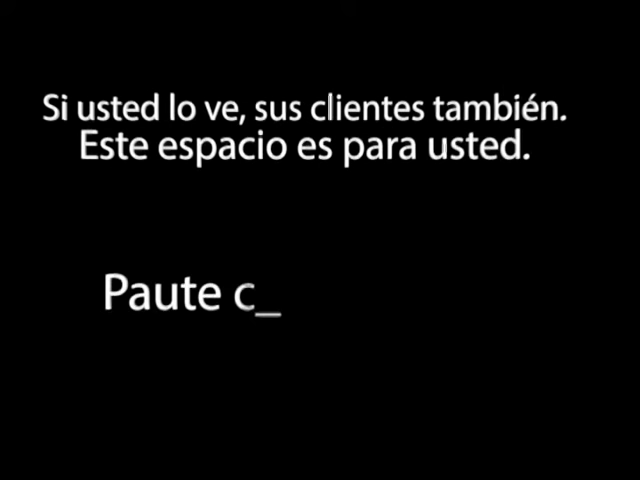 Si usted lo ve, sus clientes también.
Este espacio es para usted.
Paute c_